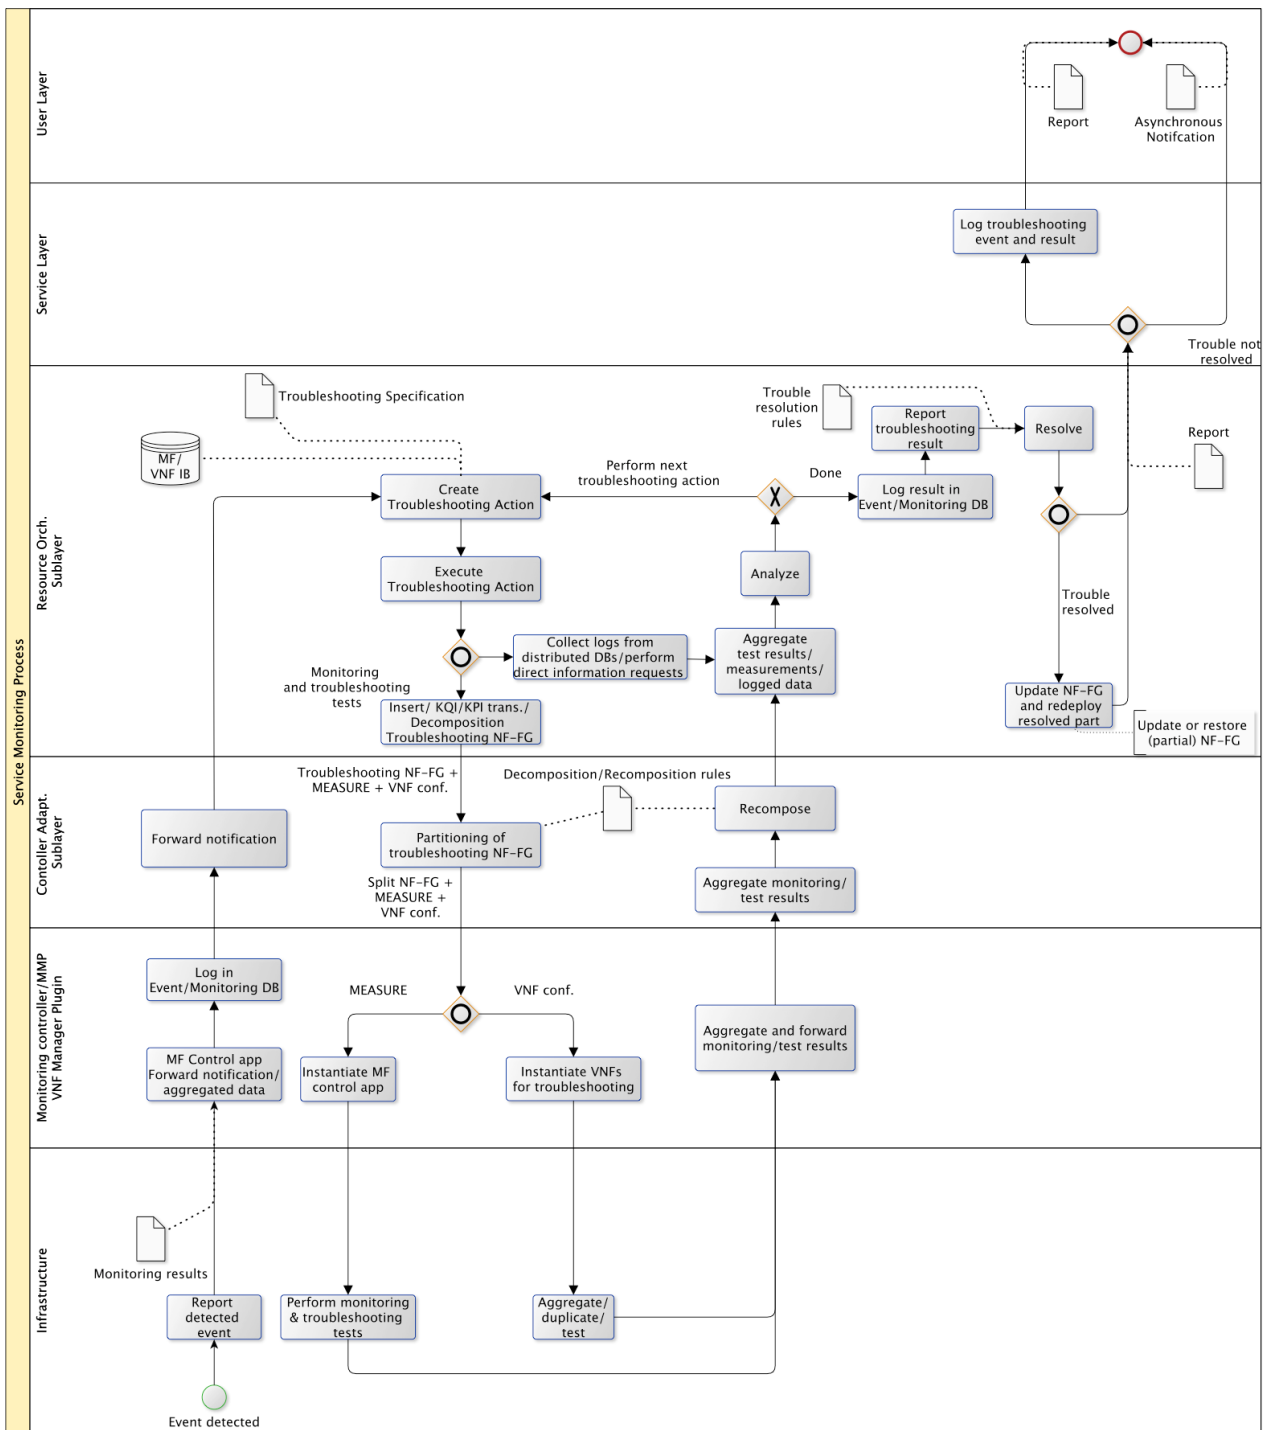 Service Monitoring Process
User Layer
Report
Asynchronous
Notifcation
Service Layer
Log troubleshooting
event and result
Trouble not
resolved
Resource Orch.
Sublayer
Troubleshooting Specification
MF/
VNF IB
Create
Troubleshooting Action
Execute
Troubleshooting Action
Perform next
troubleshooting action
Done
Trouble
resolution
rules
Report
troubleshooting
result
Resolve
Report
Log result in
Event/Monitoring DB
Analyze
Trouble
resolved
Collect logs from
distributed DBs/perform
direct information requests
Aggregate
test results/
measurements/
logged data
Monitoring
and troubleshooting
tests
Insert/ KQI/KPI trans./
Decomposition
Troubleshooting NF-FG
Update NF-FG
and redeploy
resolved part
Update or restore
(partial) NF-FG
Contoller Adapt.
Sublayer
Troubleshooting NF-FG +
MEASURE + VNF conf.
Decomposition/Recomposition rules
Forward notification
Partitioning of
troubleshooting NF-FG
Recompose
Split NF-FG +
MEASURE +
VNF conf.
Aggregate monitoring/
test results
Monitoring controller/MMP
VNF Manager Plugin
Log in
Event/Monitoring DB
MEASURE
VNF conf.
MF Control app
Forward notification/
aggregated data
Instantiate MF
control app
Instantiate VNFs
for troubleshooting
Aggregate and forward
monitoring/test results
Infrastructure
Monitoring results
Report
detected
event
Perform monitoring
& troubleshooting
tests
Aggregate/
duplicate/
test
Event detected